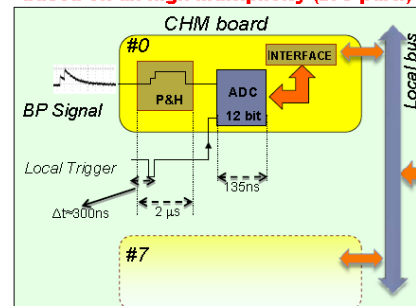 CHM board
#0
INTERFACE
P&H
ADC
12 bit
BP Signal
Local bus
Local Trigger
Δt~300ns
2 μs
135ns
#7